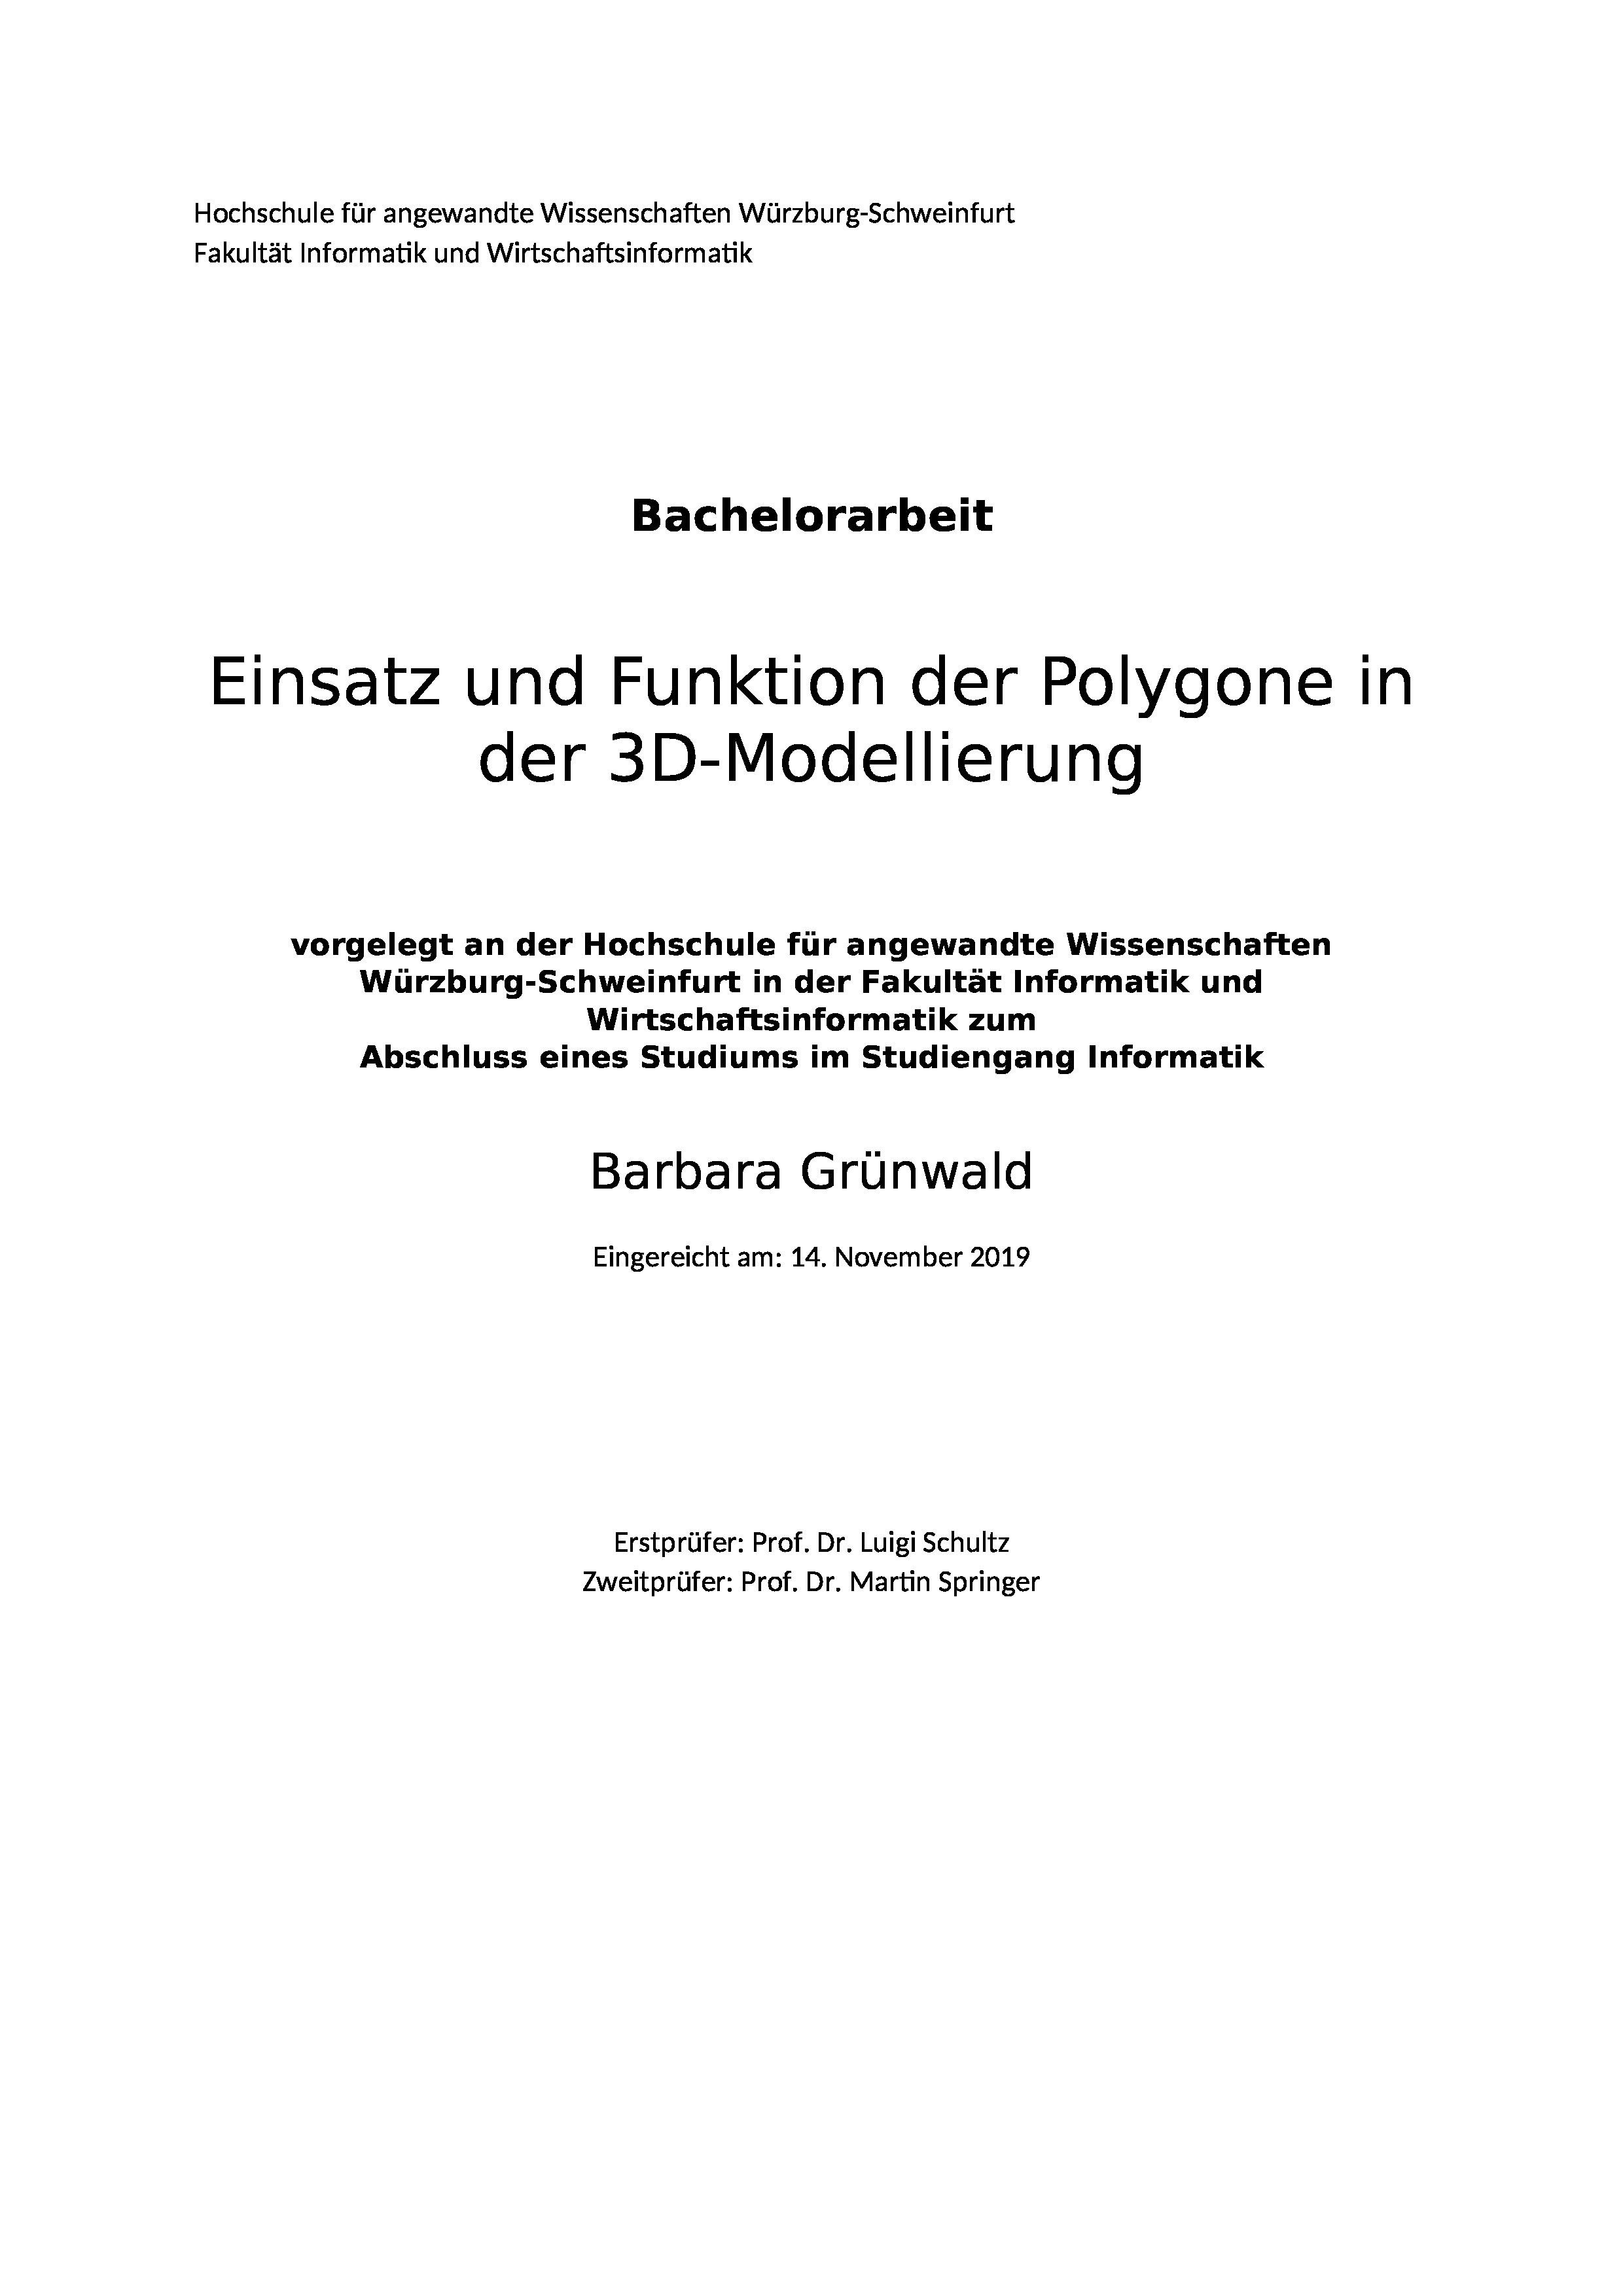 Hochschule für angewandte Wissenschaften Würzburg-Schweinfurt
Fakultät Informatik und Wirtschaftsinformatik
Bachelorarbeit
Einsatz und Funktion der Polygone in
der 3D-Modellierung
vorgelegt an der Hochschule für angewandte Wissenschaften
Würzburg-Schweinfurt in der Fakultät Informatik und
Wirtschaftsinformatik zum
Abschluss eines Studiums im Studiengang Informatik
Barbara Grünwald
Eingereicht am: 14. November 2019
Erstprüfer: Prof. Dr. Luigi Schultz
Zweitprüfer: Prof. Dr. Martin Springer